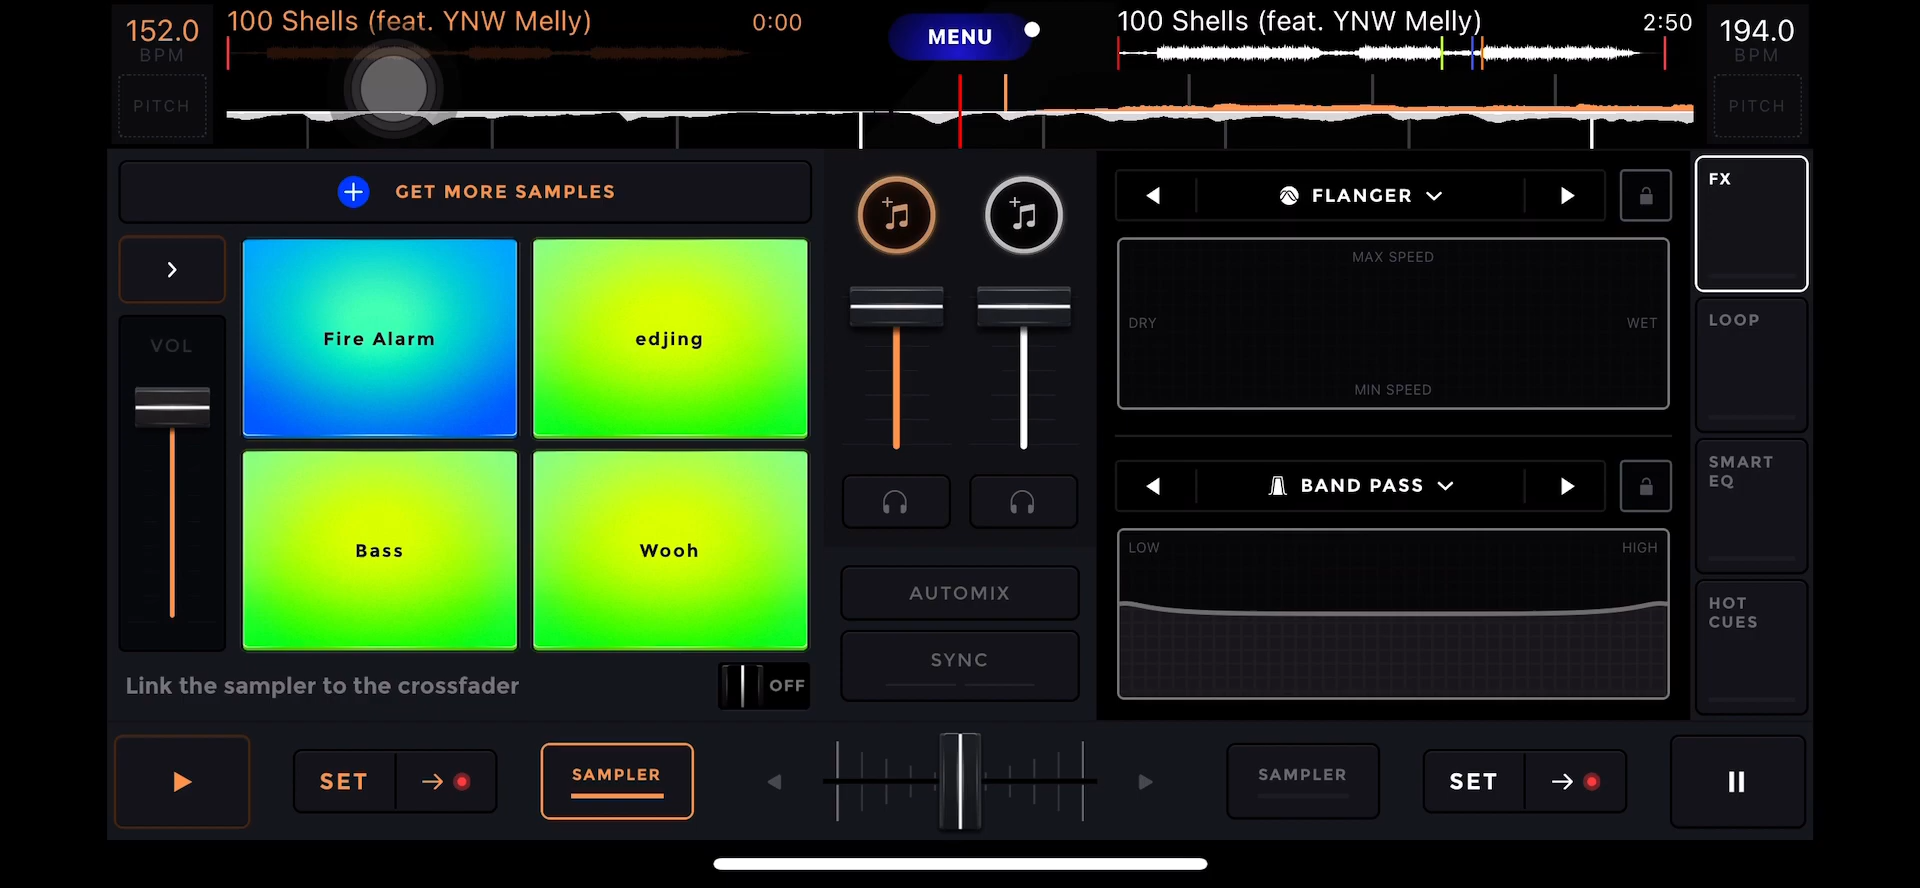 152.0
BPM
PITCH
100 Shells (feat. YNW Melly)
0:00
MENU
100 Shells (feat. YNW Melly)
2:50
194.0
BPM
PITCH
GET MORE SAMPLES
VOL
Fire Alarm
edjing
Bass
Wooh
Link the sampler to the crossfader
OFF
AUTOMIX
SYNC
FLANGER
MAX SPEED
DRY
WET
MIN SPEED
BAND PASS
LOW
HIGH
FX
LOOP
SMART
EQ
HOT
CUES
SET
SAMPLER
SAMPLER
SET